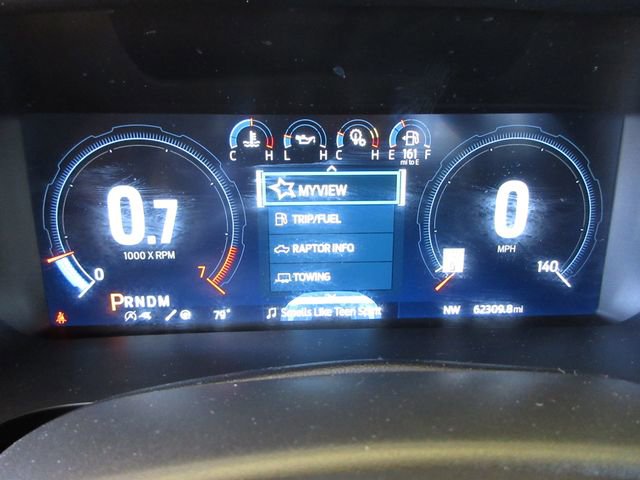 C H L H C H E 161 F
mi to E
MYVIEW
TRIP/FUEL
RAPTOR INFO
TOWING
0.7
1000 X RPM
0
7
0
MPH
140
PRNDM
79°
Smells Like Teen Spirit
NW
62309.8 mi